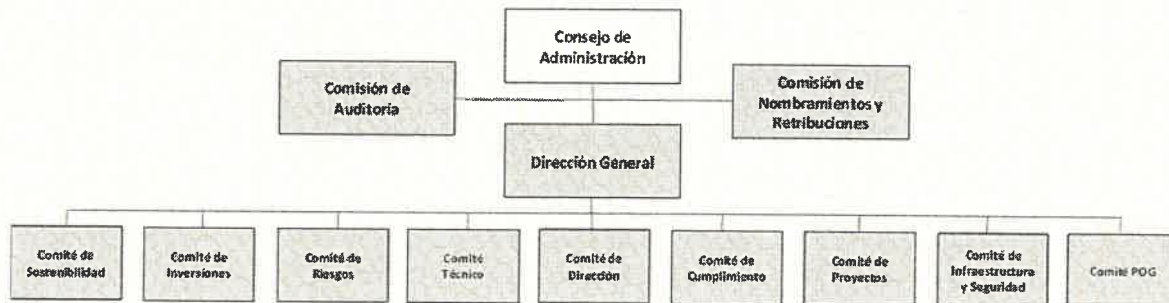 Consejo de
Administración
Comisión de
Auditoría
Comisión de
Nombramientos y
Retribuciones
Dirección General
Comité de
Sostenibilidad
Comité de
Inversiones
Comité de
Riesgos
Comité
Técnico
Comité de
Dirección
Comité de
Cumplimiento
Comité de
Proyectos
Comité de
Infraestructura
y Seguridad
Comité POG